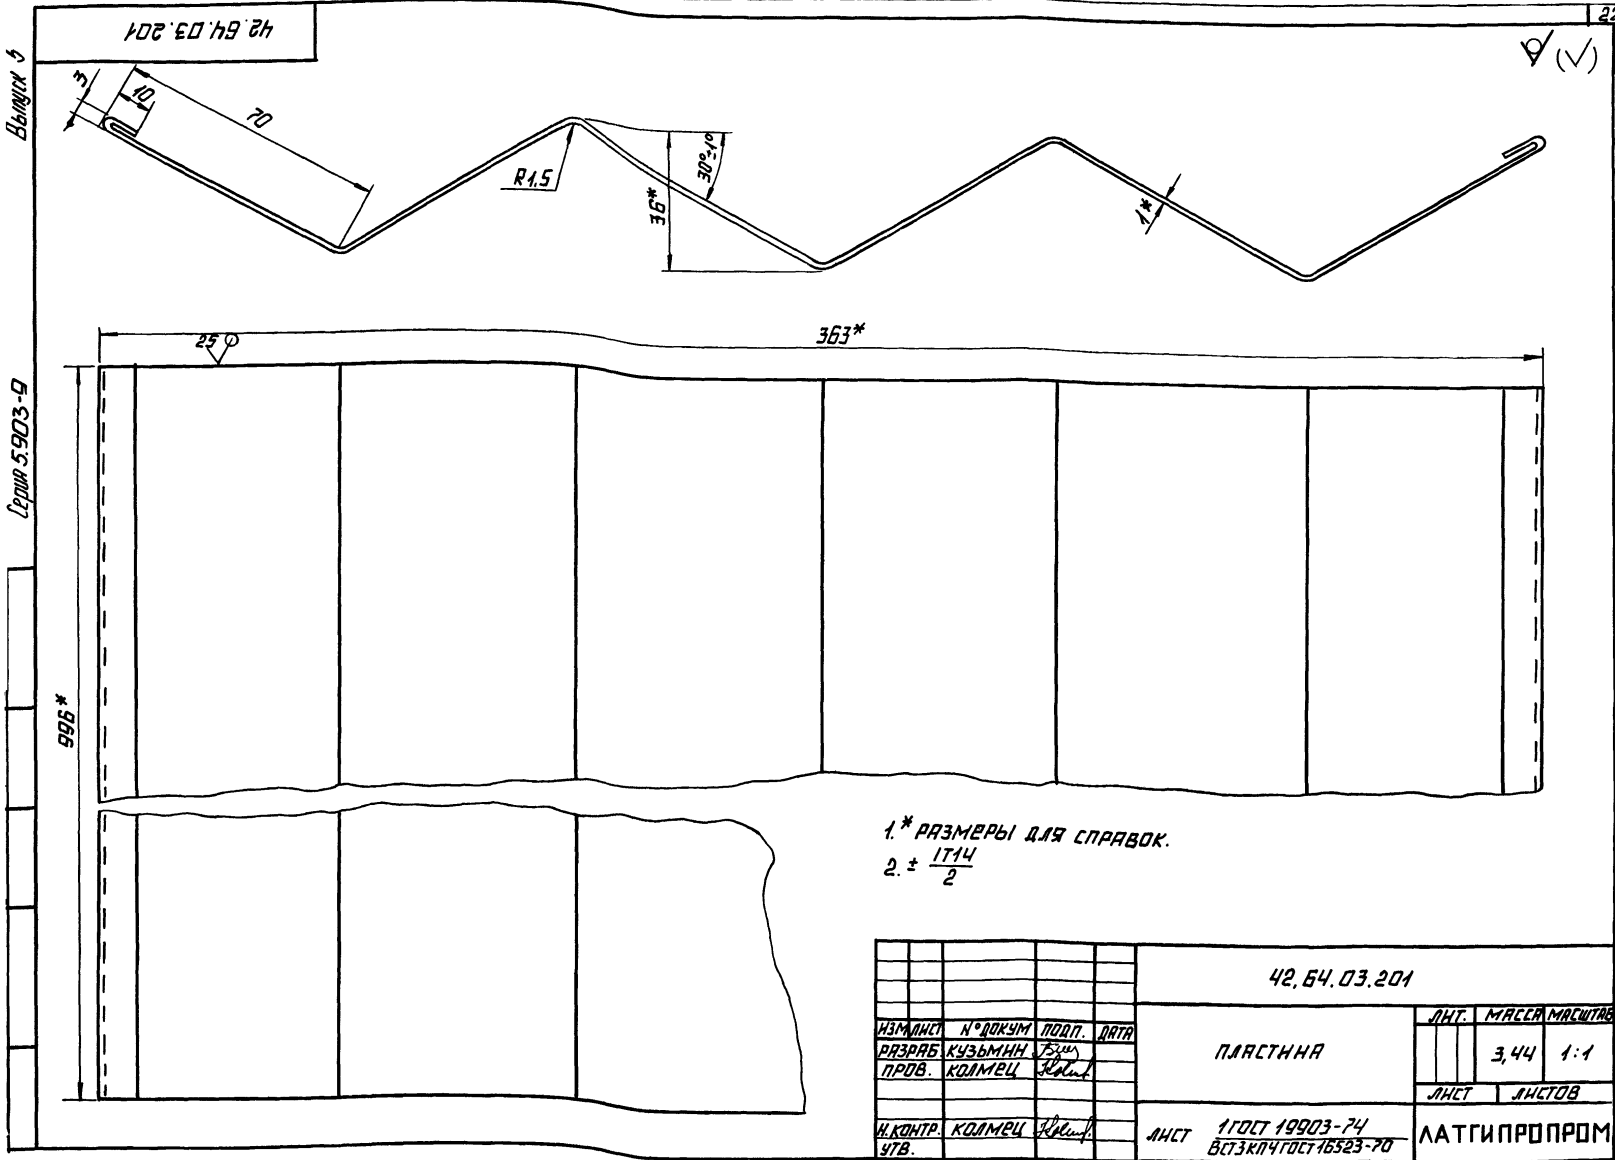 42.64.03.201
22
Выпуск 5
Серия 5.903-9
3
10
70
R1.5
36*
30°±1°
1*
(√)
363*
25
996*
1.* РАЗМЕРЫ ДЛЯ СПРАВОК.
2. ± IT14/2
42.64.03.201
ИЗМ ЛИСТ № ДОКУМ ПОДП. ДАТА
РАЗРАБ. КУЗЬМИН
ПРОВ. КОЛМЕЦ
Н.КОНТР. КОЛМЕЦ
УТВ.
ПЛАСТИНА
ЛИТ. МАССА МАСШТАБ
3,44 1:1
ЛИСТ ЛИСТОВ
ЛИСТ 1 ГОСТ 19903-74
ВСТ3КП4 ГОСТ 16523-70
ЛАТГИПРОПРОМ